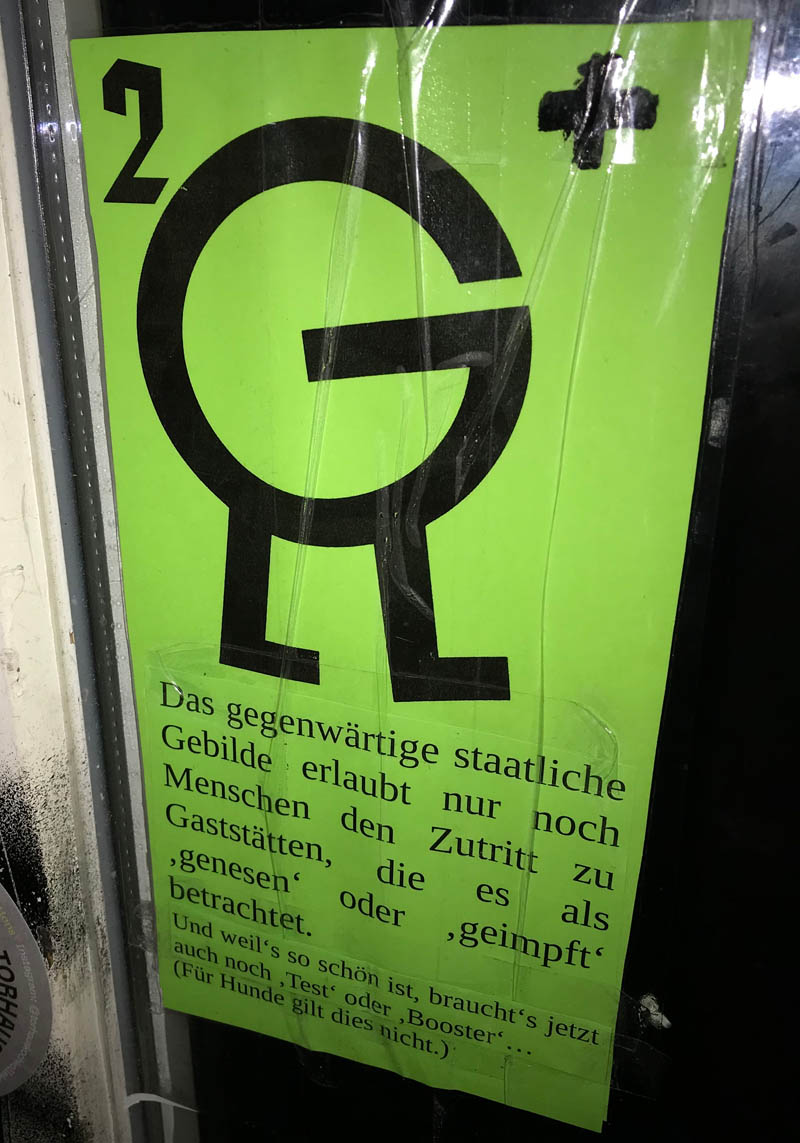 2 G +
Das gegenwärtige staatliche
Gebilde erlaubt nur noch
Menschen den Zutritt zu
Gaststätten, die es als
‚genesen‘ oder ‚geimpft‘
betrachtet.
Und weil‘s so schön ist, braucht‘s jetzt
auch noch ‚Test‘ oder ‚Booster‘...
(Für Hunde gilt dies nicht.)